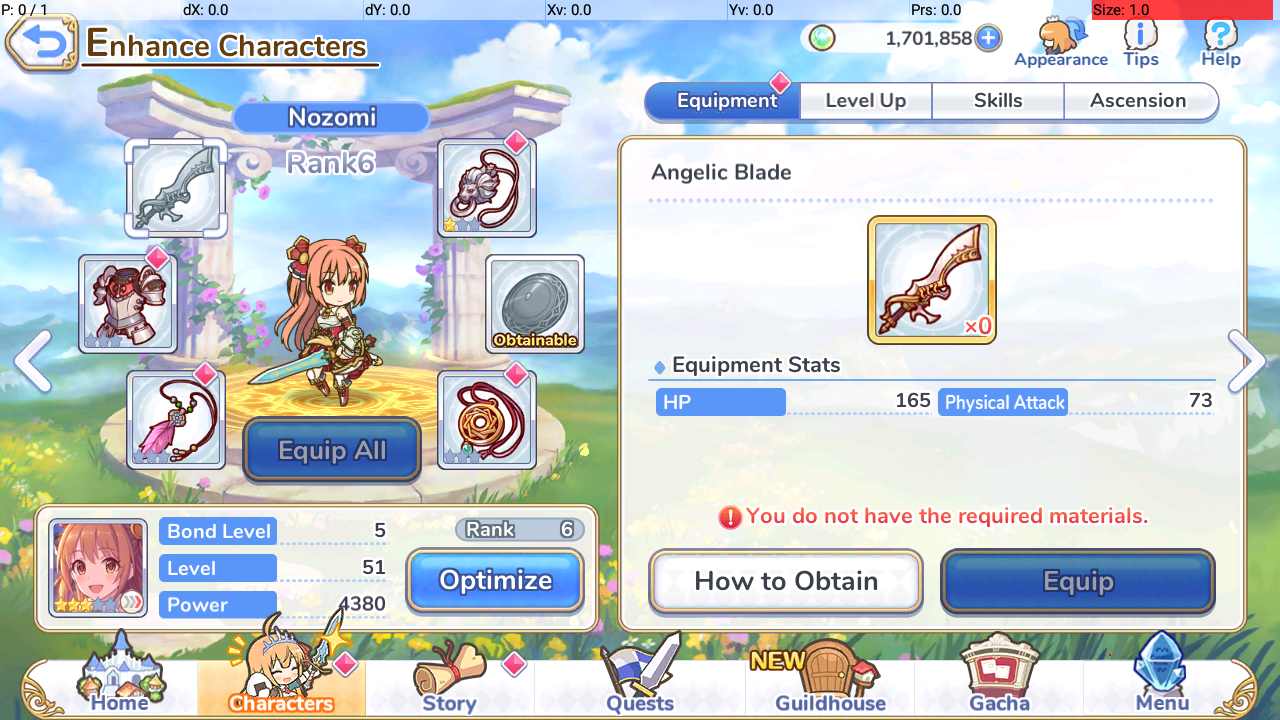 P: 0 / 1 dX: 0.0 dY: 0.0 Xv: 0.0 Yv: 0.0 Prs: 0.0 Size: 1.0
Enhance Characters
1,701,858
Appearance Tips Help
Nozomi
Rank6
Equipment Level Up Skills Ascension
Angelic Blade
×0
Obtainable
Equipment Stats
HP 165 Physical Attack 73
Equip All
You do not have the required materials.
How to Obtain Equip
Bond Level 5
Level 51
Power 4380
Rank 6
Optimize
Home Characters Story Quests NEW Guildhouse Gacha Menu